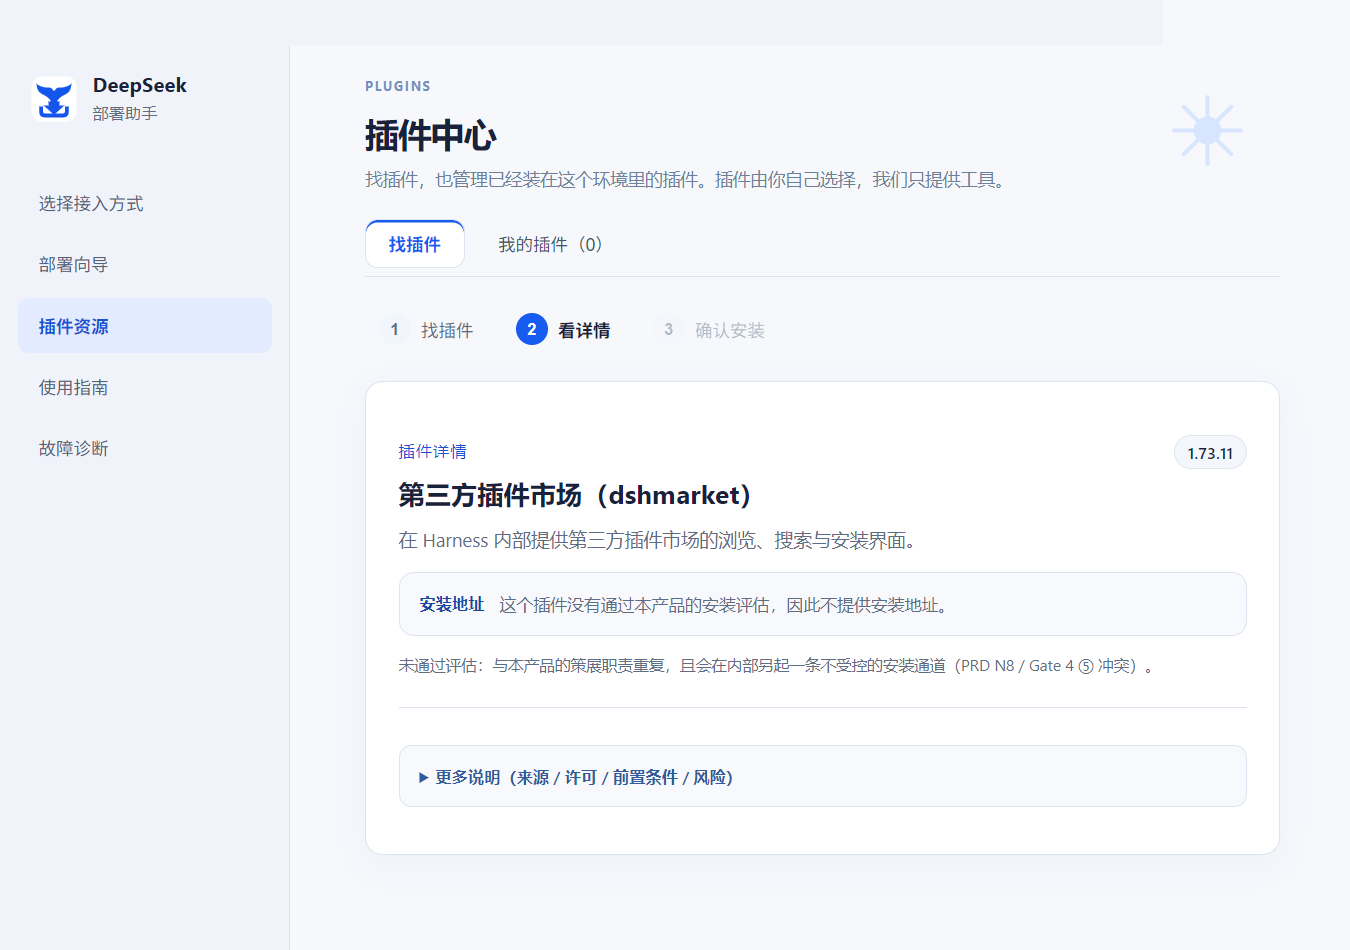 DeepSeek
部署助手
选择接入方式
部署向导
插件资源
使用指南
故障诊断
PLUGINS
插件中心
找插件，也管理已经装在这个环境里的插件。插件由你自己选择，我们只提供工具。
找插件
我的插件（0）
1 找插件
2 看详情
3 确认安装
插件详情
1.73.11
第三方插件市场（dshmarket）
在 Harness 内部提供第三方插件市场的浏览、搜索与安装界面。
安装地址 这个插件没有通过本产品的安装评估，因此不提供安装地址。
未通过评估：与本产品的策展职责重复，且会在内部另起一条不受控的安装通道（PRD N8 / Gate 4 ⑤ 冲突）。
▶ 更多说明（来源 / 许可 / 前置条件 / 风险）